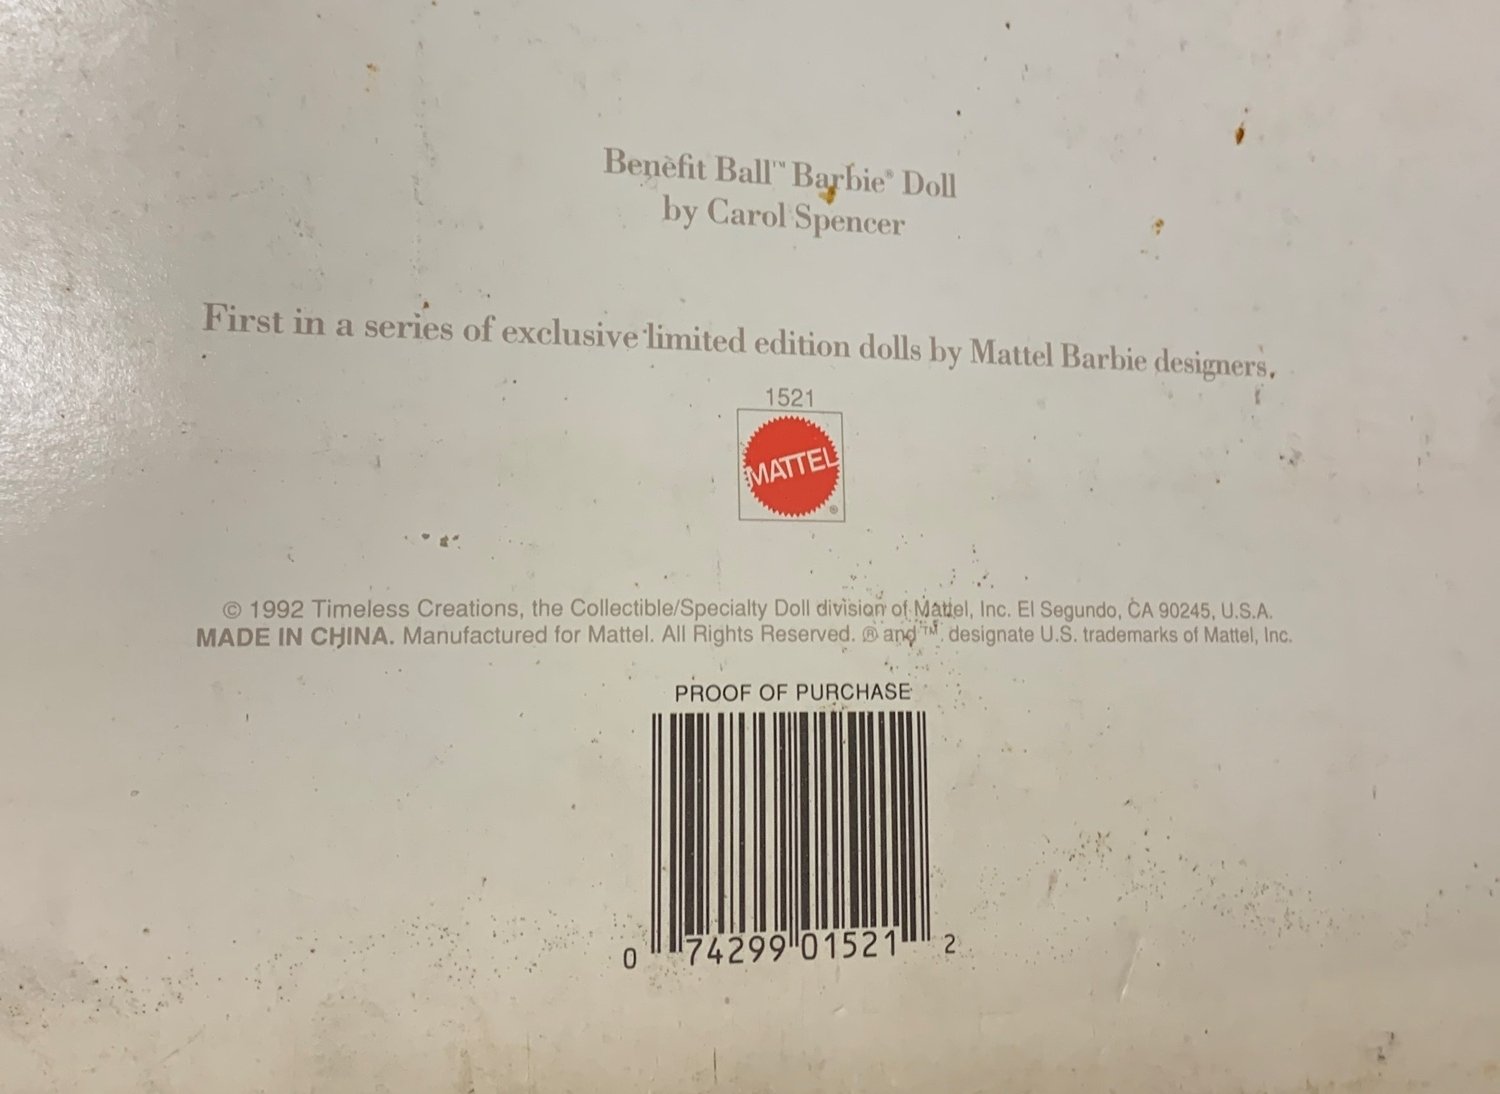 Benefit Ball™ Barbie® Doll
by Carol Spencer
First in a series of exclusive limited edition dolls by Mattel Barbie designers.
1521
MATTEL
®
© 1992 Timeless Creations, the Collectible/Specialty Doll division of Mattel, Inc. El Segundo, CA 90245, U.S.A.
MADE IN CHINA. Manufactured for Mattel. All Rights Reserved. ® and ™ designate U.S. trademarks of Mattel, Inc.
PROOF OF PURCHASE
0 74299 01521 2